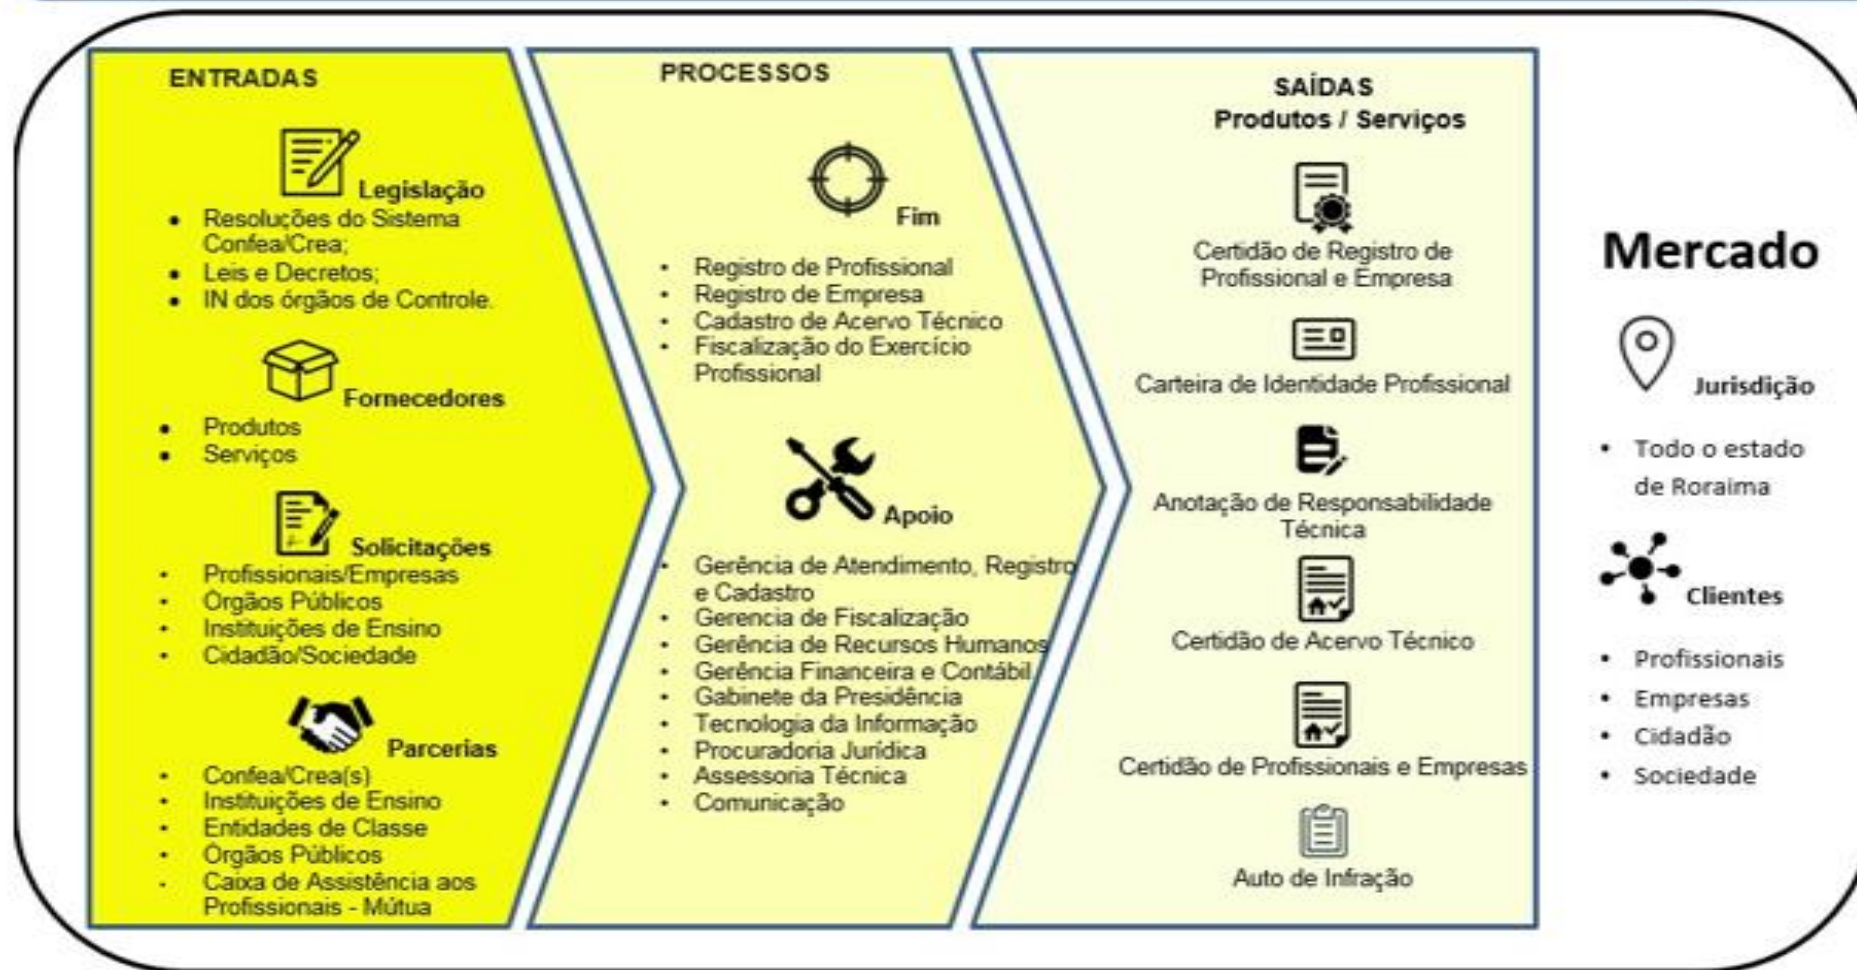 ENTRADAS
Legislação
● Resoluções do Sistema
Confea/Crea;
● Leis e Decretos;
● IN dos órgãos de Controle.
Fornecedores
● Produtos
● Serviços
Solicitações
• Profissionais/Empresas
• Orgãos Públicos
• Instituições de Ensino
• Cidadão/Sociedade
Parcerias
• Confea/Crea(s)
• Instituições de Ensino
• Entidades de Classe
• Orgãos Públicos
• Caixa de Assistência aos
Profissionais - Mútua
PROCESSOS
Fim
• Registro de Profissional
• Registro de Empresa
• Cadastro de Acervo Técnico
• Fiscalização do Exercício
Profissional
Apoio
• Gerência de Atendimento, Registro
e Cadastro
• Gerencia de Fiscalização
• Gerência de Recursos Humanos
• Gerência Financeira e Contábil
• Gabinete da Presidência
• Tecnologia da Informação
• Procuradoria Jurídica
• Assessoria Técnica
• Comunicação
SAÍDAS
Produtos / Serviços
Certidão de Registro de
Profissional e Empresa
Carteira de Identidade Profissional
Anotação de Responsabilidade
Técnica
Certidão de Acervo Técnico
Certidão de Profissionais e Empresas
Auto de Infração
Mercado
Jurisdição
• Todo o estado
de Roraima
Clientes
• Profissionais
• Empresas
• Cidadão
• Sociedade